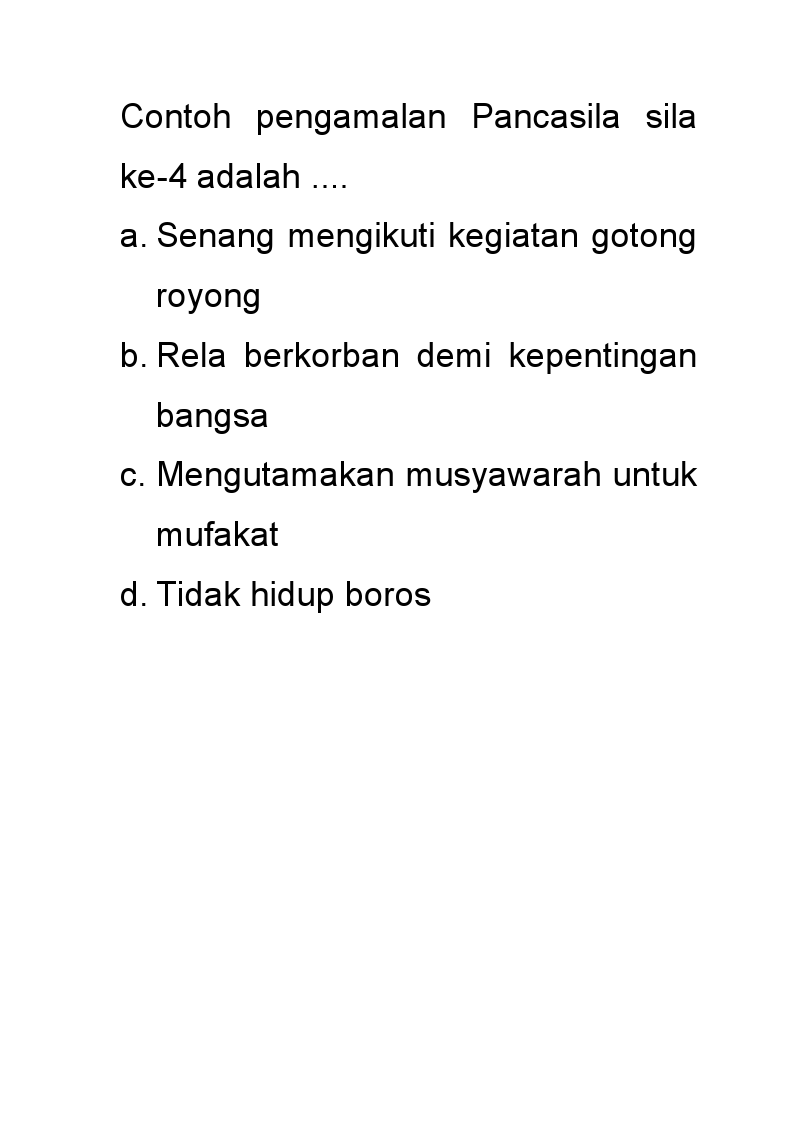 Contoh pengamalan Pancasila sila
ke-4 adalah ....
a. Senang mengikuti kegiatan gotong
royong
b. Rela berkorban demi kepentingan
bangsa
c. Mengutamakan musyawarah untuk
mufakat
d. Tidak hidup boros